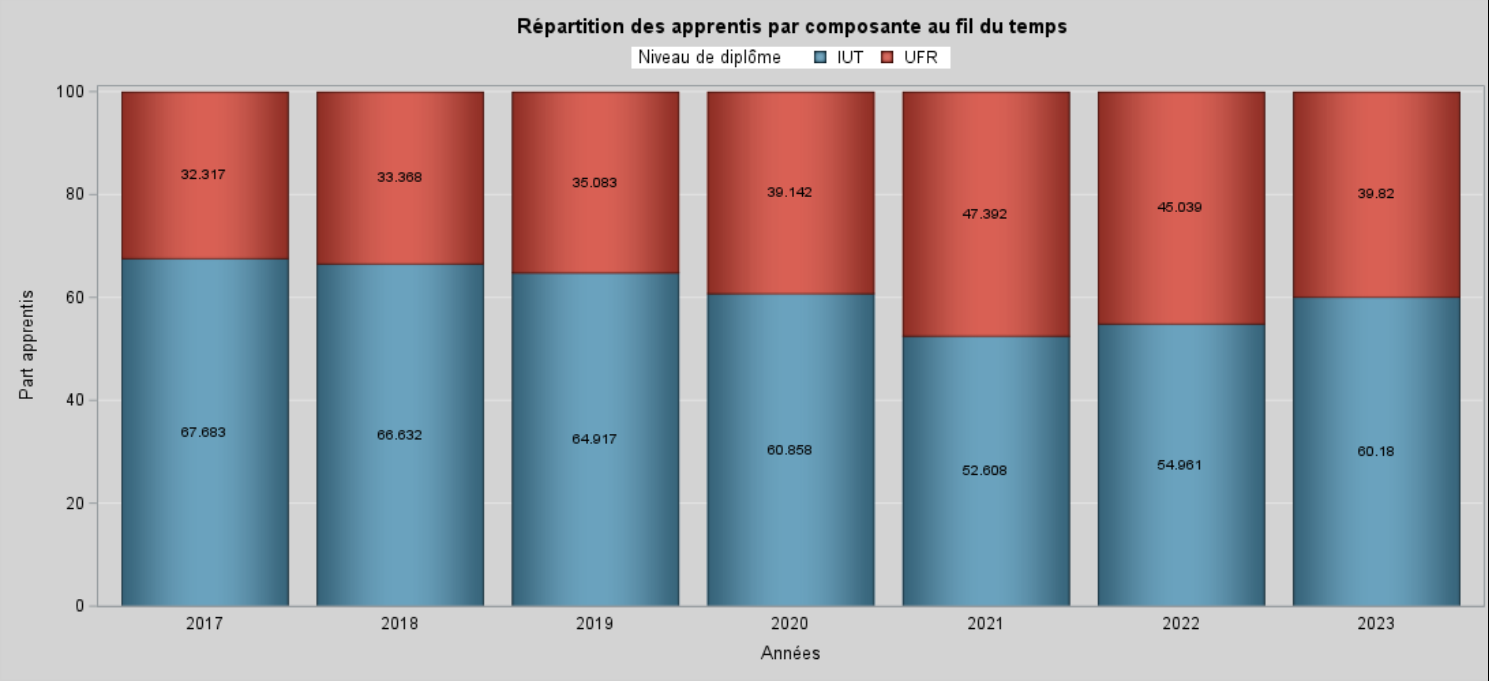 Répartition des apprentis par composante au fil du temps
Niveau de diplôme IUT UFR
100
80
60
40
20
0
Part apprentis
32.317 33.368 35.083 39.142 47.392 45.039 39.82
67.683 66.632 64.917 60.858 52.608 54.961 60.18
2017 2018 2019 2020 2021 2022 2023
Années